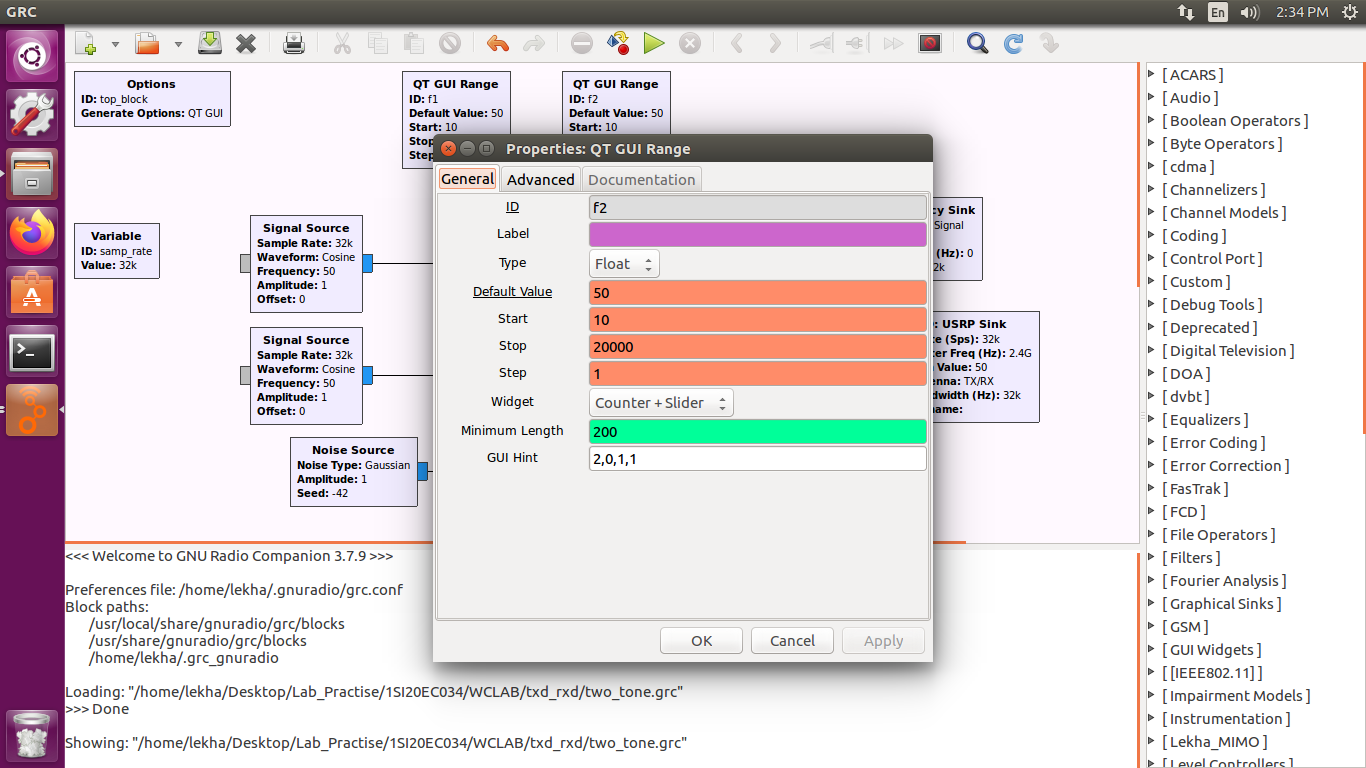 GRC
En
2:34 PM
Options
ID: top_block
Generate Options: QT GUI
QT GUI Range
ID: f1
Default Value: 50
Start: 10
Stop
Step
QT GUI Range
ID: f2
Default Value: 50
Start: 10
Variable
ID: samp_rate
Value: 32k
Signal Source
Sample Rate: 32k
Waveform: Cosine
Frequency: 50
Amplitude: 1
Offset: 0
Signal Source
Sample Rate: 32k
Waveform: Cosine
Frequency: 50
Amplitude: 1
Offset: 0
Noise Source
Noise Type: Gaussian
Amplitude: 1
Seed: -42
Properties: QT GUI Range
General
Advanced
Documentation
ID
f2
Label
Type
Float
Default Value
50
Start
10
Stop
20000
Step
1
Widget
Counter + Slider
Minimum Length
200
GUI Hint
2,0,1,1
OK
Cancel
Apply
cy Sink
Signal
(Hz): 0
2k
: USRP Sink
te (Sps): 32k
ter Freq (Hz): 2.4G
n Value: 50
enna: TX/RX
dwidth (Hz): 32k
name:
<<< Welcome to GNU Radio Companion 3.7.9 >>>
Preferences file: /home/lekha/.gnuradio/grc.conf
Block paths:
/usr/local/share/gnuradio/grc/blocks
/usr/share/gnuradio/grc/blocks
/home/lekha/.grc_gnuradio
Loading: "/home/lekha/Desktop/Lab_Practise/1SI20EC034/WCLAB/txd_rxd/two_tone.grc"
>>> Done
Showing: "/home/lekha/Desktop/Lab_Practise/1SI20EC034/WCLAB/txd_rxd/two_tone.grc"
[ ACARS ]
[ Audio ]
[ Boolean Operators ]
[ Byte Operators ]
[ cdma ]
[ Channelizers ]
[ Channel Models ]
[ Coding ]
[ Control Port ]
[ Custom ]
[ Debug Tools ]
[ Deprecated ]
[ Digital Television ]
[ DOA ]
[ dvbt ]
[ Equalizers ]
[ Error Coding ]
[ Error Correction ]
[ FasTrak ]
[ FCD ]
[ File Operators ]
[ Filters ]
[ Fourier Analysis ]
[ Graphical Sinks ]
[ GSM ]
[ GUI Widgets ]
[ [IEEE802.11] ]
[ Impairment Models ]
[ Instrumentation ]
[ Lekha_MIMO ]
[ Level Controllers ]